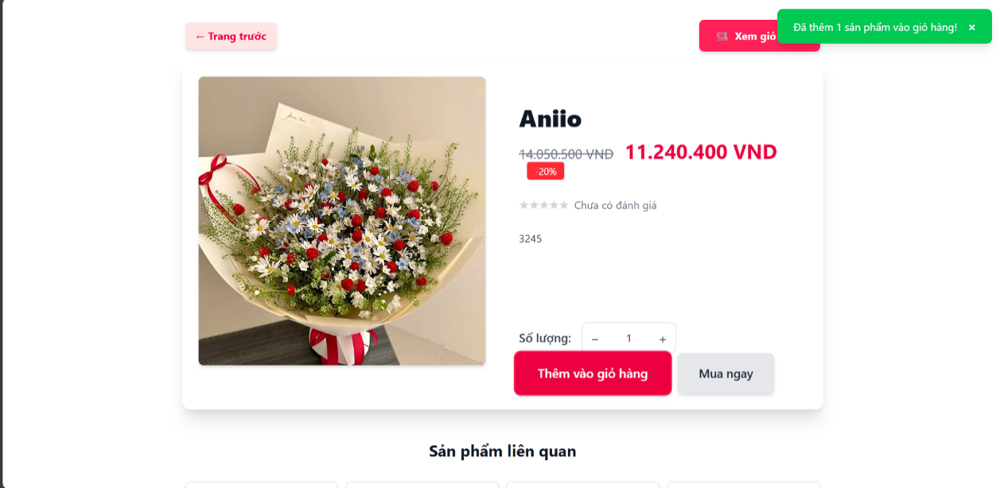 ← Trang trước
Xem giỏ
Đã thêm 1 sản phẩm vào giỏ hàng! ×
Aniio
14.050.500 VND 11.240.400 VND
-20%
★★★★★ Chưa có đánh giá
3245
Số lượng: − 1 +
Thêm vào giỏ hàng Mua ngay
Sản phẩm liên quan